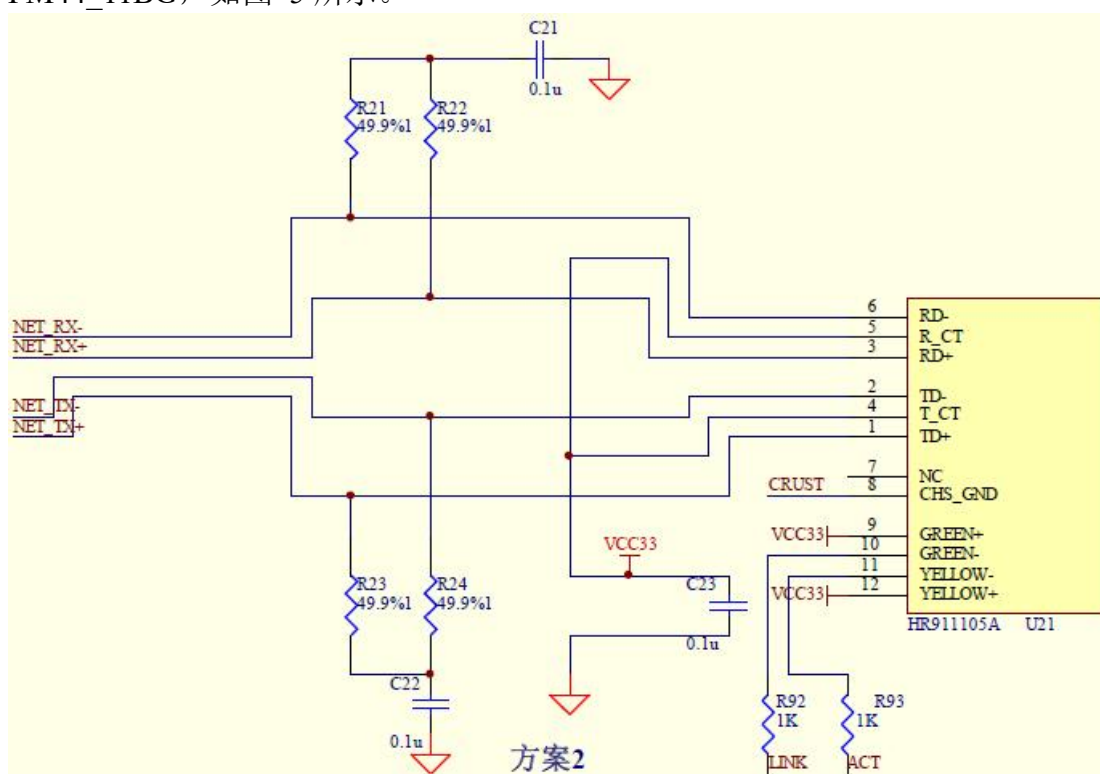 C21
0.1u
R21
49.9%1
R22
49.9%1
NET_RX-
NET_RX+
NET_TX-
NET_TX+
6 RD-
5 R_CT
3 RD+
2 TD-
4 T_CT
1 TD+
7 NC
CRUST 8 CHS_GND
VCC33 9 GREEN+
10 GREEN-
11 YELLOW-
VCC33 12 YELLOW+
HR911105A U21
VCC33
C23
0.1u
R23
49.9%1
R24
49.9%1
C22
0.1u
R92
1K
R93
1K
LINK
ACT
方案2